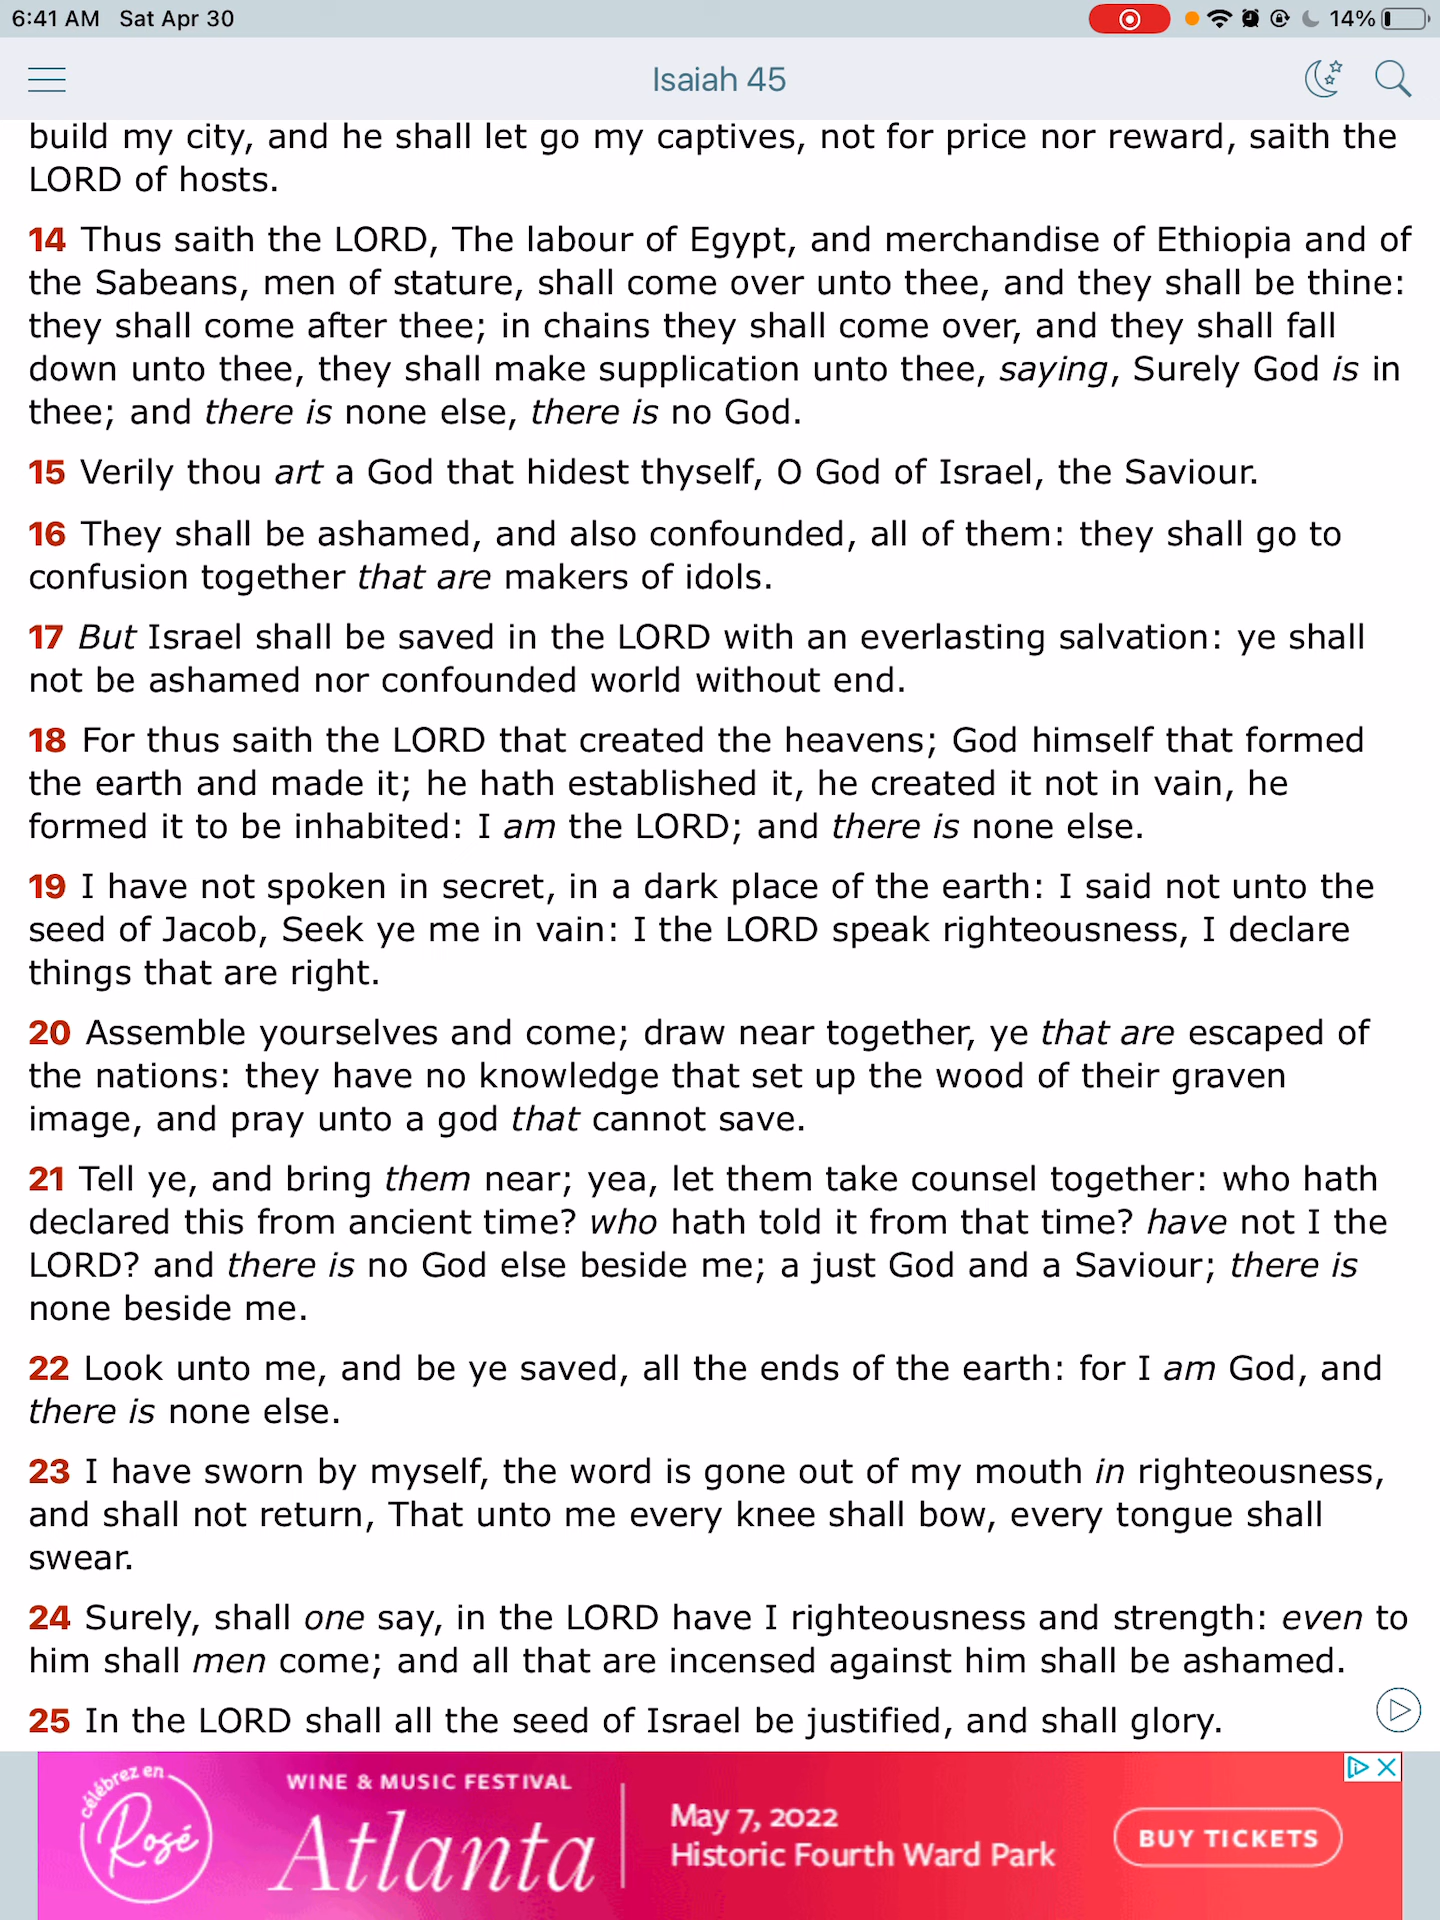 6:41 AM Sat Apr 30
14%
Isaiah 45
build my city, and he shall let go my captives, not for price nor reward, saith the
LORD of hosts.
14 Thus saith the LORD, The labour of Egypt, and merchandise of Ethiopia and of
the Sabeans, men of stature, shall come over unto thee, and they shall be thine:
they shall come after thee; in chains they shall come over, and they shall fall
down unto thee, they shall make supplication unto thee, saying, Surely God is in
thee; and there is none else, there is no God.
15 Verily thou art a God that hidest thyself, O God of Israel, the Saviour.
16 They shall be ashamed, and also confounded, all of them: they shall go to
confusion together that are makers of idols.
17 But Israel shall be saved in the LORD with an everlasting salvation: ye shall
not be ashamed nor confounded world without end.
18 For thus saith the LORD that created the heavens; God himself that formed
the earth and made it; he hath established it, he created it not in vain, he
formed it to be inhabited: I am the LORD; and there is none else.
19 I have not spoken in secret, in a dark place of the earth: I said not unto the
seed of Jacob, Seek ye me in vain: I the LORD speak righteousness, I declare
things that are right.
20 Assemble yourselves and come; draw near together, ye that are escaped of
the nations: they have no knowledge that set up the wood of their graven
image, and pray unto a god that cannot save.
21 Tell ye, and bring them near; yea, let them take counsel together: who hath
declared this from ancient time? who hath told it from that time? have not I the
LORD? and there is no God else beside me; a just God and a Saviour; there is
none beside me.
22 Look unto me, and be ye saved, all the ends of the earth: for I am God, and
there is none else.
23 I have sworn by myself, the word is gone out of my mouth in righteousness,
and shall not return, That unto me every knee shall bow, every tongue shall
swear.
24 Surely, shall one say, in the LORD have I righteousness and strength: even to
him shall men come; and all that are incensed against him shall be ashamed.
25 In the LORD shall all the seed of Israel be justified, and shall glory.
célébrez en
Rosé
WINE & MUSIC FESTIVAL
Atlanta
May 7, 2022
Historic Fourth Ward Park
BUY TICKETS